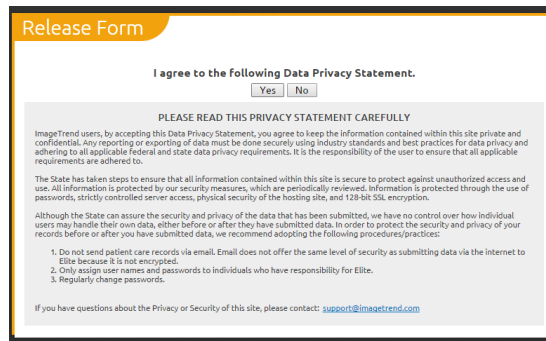 Release Form
I agree to the following Data Privacy Statement.
Yes No
PLEASE READ THIS PRIVACY STATEMENT CAREFULLY
ImageTrend users, by accepting this Data Privacy Statement, you agree to keep the information contained within this site private and
confidential. Any reporting or exporting of data must be done securely using industry standards and best practices for data privacy and
adhering to all applicable federal and state data privacy requirements. It is the responsibility of the user to ensure that all applicable
requirements are adhered to.
The State has taken steps to ensure that all information contained within this site is secure to protect against unauthorized access and
use. All information is protected by our security measures, which are periodically reviewed. Information is protected through the use of
passwords, strictly controlled server access, physical security of the hosting site, and 128-bit SSL encryption.
Although the State can assure the security and privacy of the data that has been submitted, we have no control over how individual
users may handle their own data, either before or after they have submitted data. In order to protect the security and privacy of your
records before or after you have submitted data, we recommend adopting the following procedures/practices:
1. Do not send patient care records via email. Email does not offer the same level of security as submitting data via the internet to
Elite because it is not encrypted.
2. Only assign user names and passwords to individuals who have responsibility for Elite.
3. Regularly change passwords.
If you have questions about the Privacy or Security of this site, please contact: support@imagetrend.com